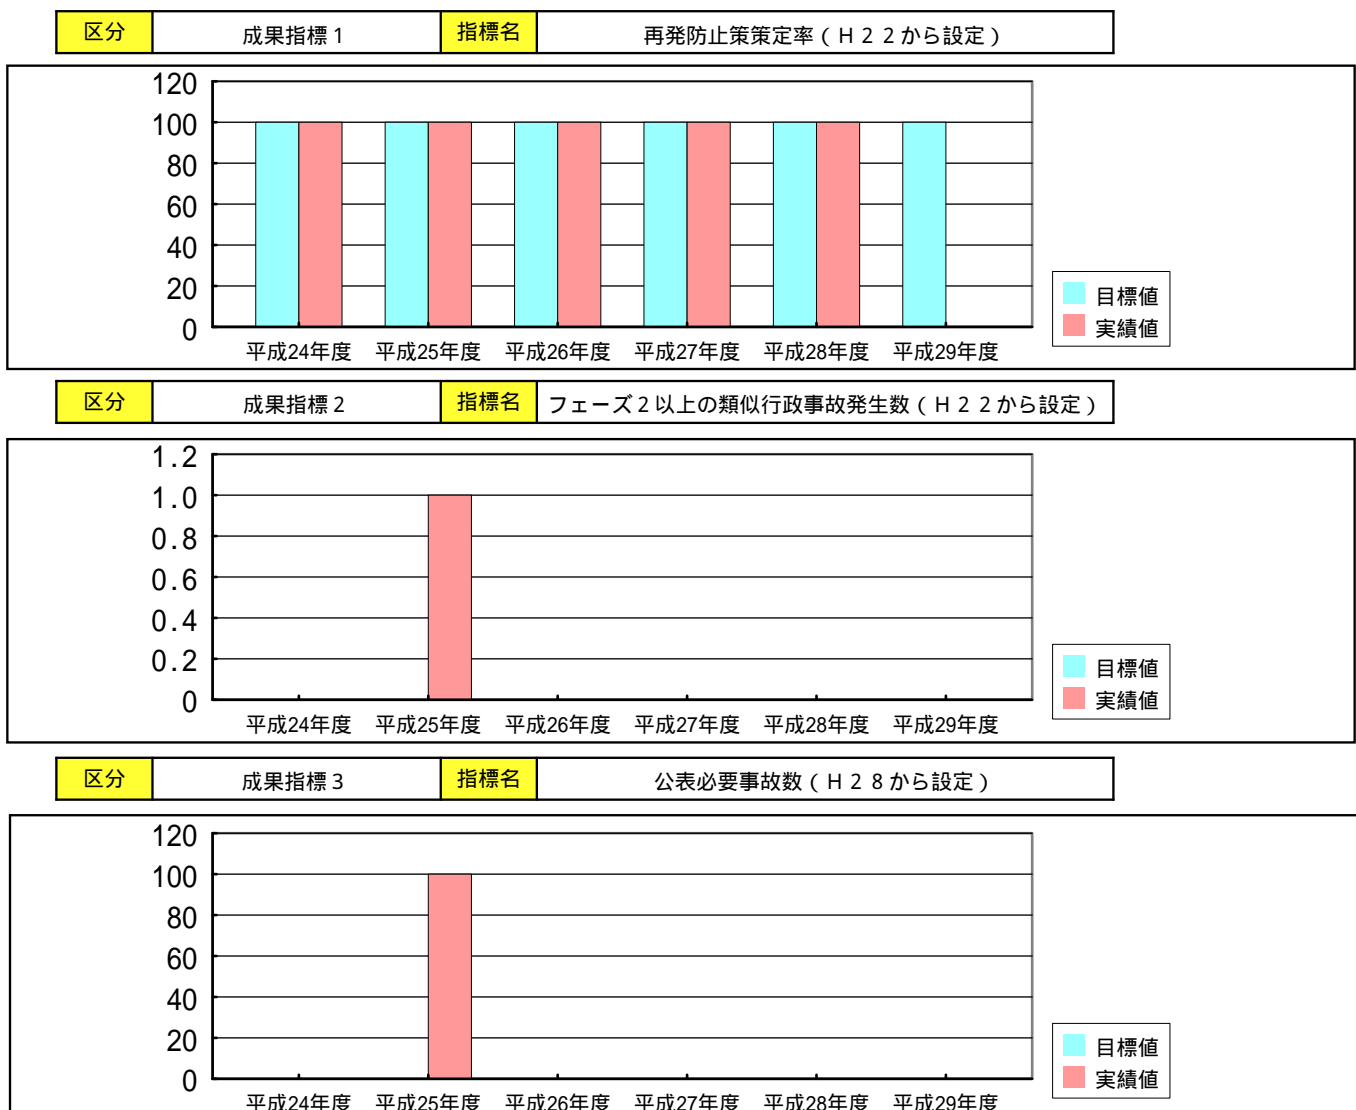 区分 成果指標１ 指標名 再発防止策策定率（Ｈ２２から設定）
120
100
80
60
40
20
0
平成24年度 平成25年度 平成26年度 平成27年度 平成28年度 平成29年度
目標値
実績値
区分 成果指標２ 指標名 フェーズ２以上の類似行政事故発生数（Ｈ２２から設定）
1.2
1.0
0.8
0.6
0.4
0.2
0
平成24年度 平成25年度 平成26年度 平成27年度 平成28年度 平成29年度
目標値
実績値
区分 成果指標３ 指標名 公表必要事故数（Ｈ２８から設定）
120
100
80
60
40
20
0
平成24年度 平成25年度 平成26年度 平成27年度 平成28年度 平成29年度
目標値
実績値